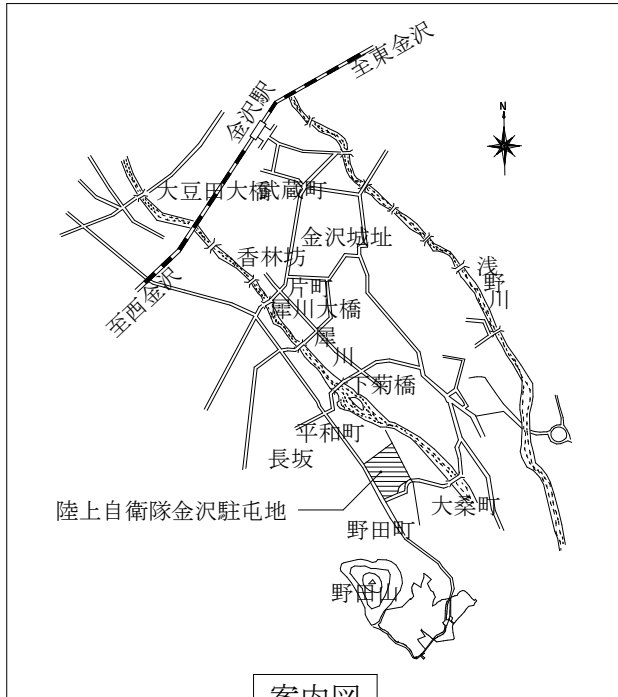 至東金沢
N
金沢駅
大豆田大橋
武蔵町
金沢城址
香林坊
浅野川
片町
至西金沢
犀川大橋
犀川
下菊橋
平和町
長坂
大桑町
陸上自衛隊金沢駐屯地
野田町
野田山
案内図